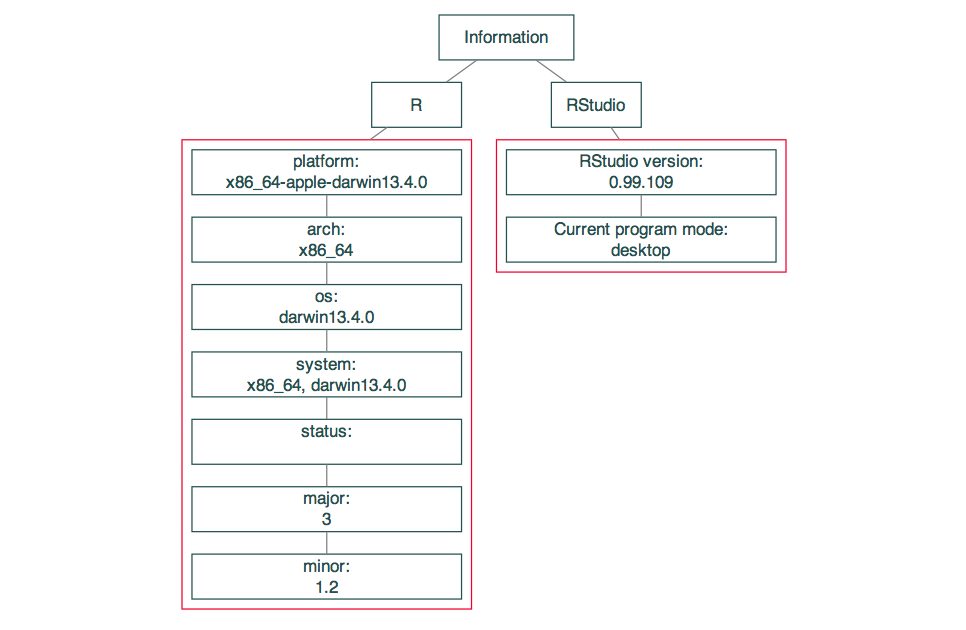 Information
R
RStudio
platform:
x86_64-apple-darwin13.4.0
arch:
x86_64
os:
darwin13.4.0
system:
x86_64, darwin13.4.0
status:
major:
3
minor:
1.2
RStudio version:
0.99.109
Current program mode:
desktop